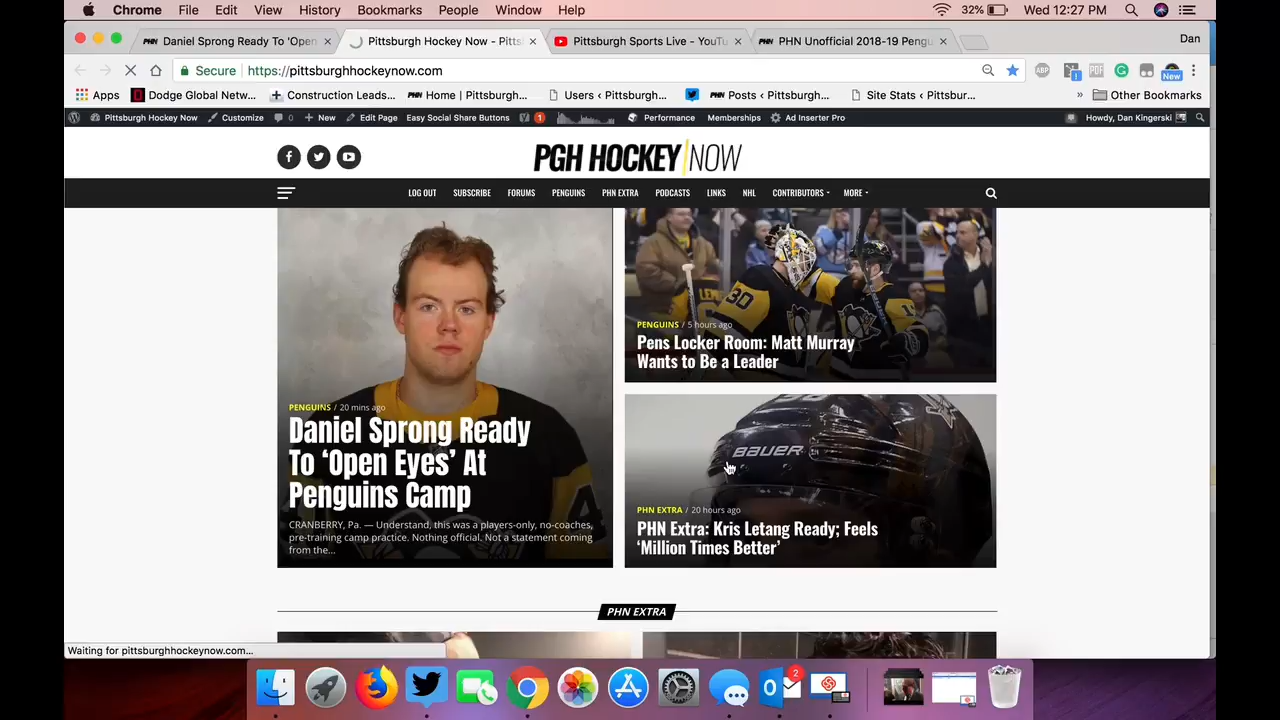 Chrome File Edit View History Bookmarks People Window Help 32% Wed 12:27 PM
Daniel Sprong Ready To 'Open
Pittsburgh Hockey Now - Pitts
Pittsburgh Sports Live - YouTu
PHN Unofficial 2018-19 Pengu
Dan
Secure https://pittsburghhockeynow.com
ABP PDF New
Apps Dodge Global Netw... Construction Leads... Home | Pittsburgh... Users ‹ Pittsburg... Posts ‹ Pittsburg... Site Stats ‹ Pittsbur... » Other Bookmarks
Pittsburgh Hockey Now Customize 0 + New Edit Page Easy Social Share Buttons 1 Performance Memberships Ad Inserter Pro Howdy, Dan Kingerski
PGH HOCKEY NOW
LOG OUT SUBSCRIBE FORUMS PENGUINS PHN EXTRA PODCASTS LINKS NHL CONTRIBUTORS MORE
PENGUINS / 20 mins ago
Daniel Sprong Ready
To ‘Open Eyes’ At
Penguins Camp
CRANBERRY, Pa. — Understand, this was a players-only, no-coaches,
pre-training camp practice. Nothing official. Not a statement coming
from the...
30
PENGUINS / 5 hours ago
Pens Locker Room: Matt Murray
Wants to Be a Leader
BAUER
PHN EXTRA / 20 hours ago
PHN Extra: Kris Letang Ready; Feels
‘Million Times Better’
PHN EXTRA
Waiting for pittsburghhockeynow.com...
2